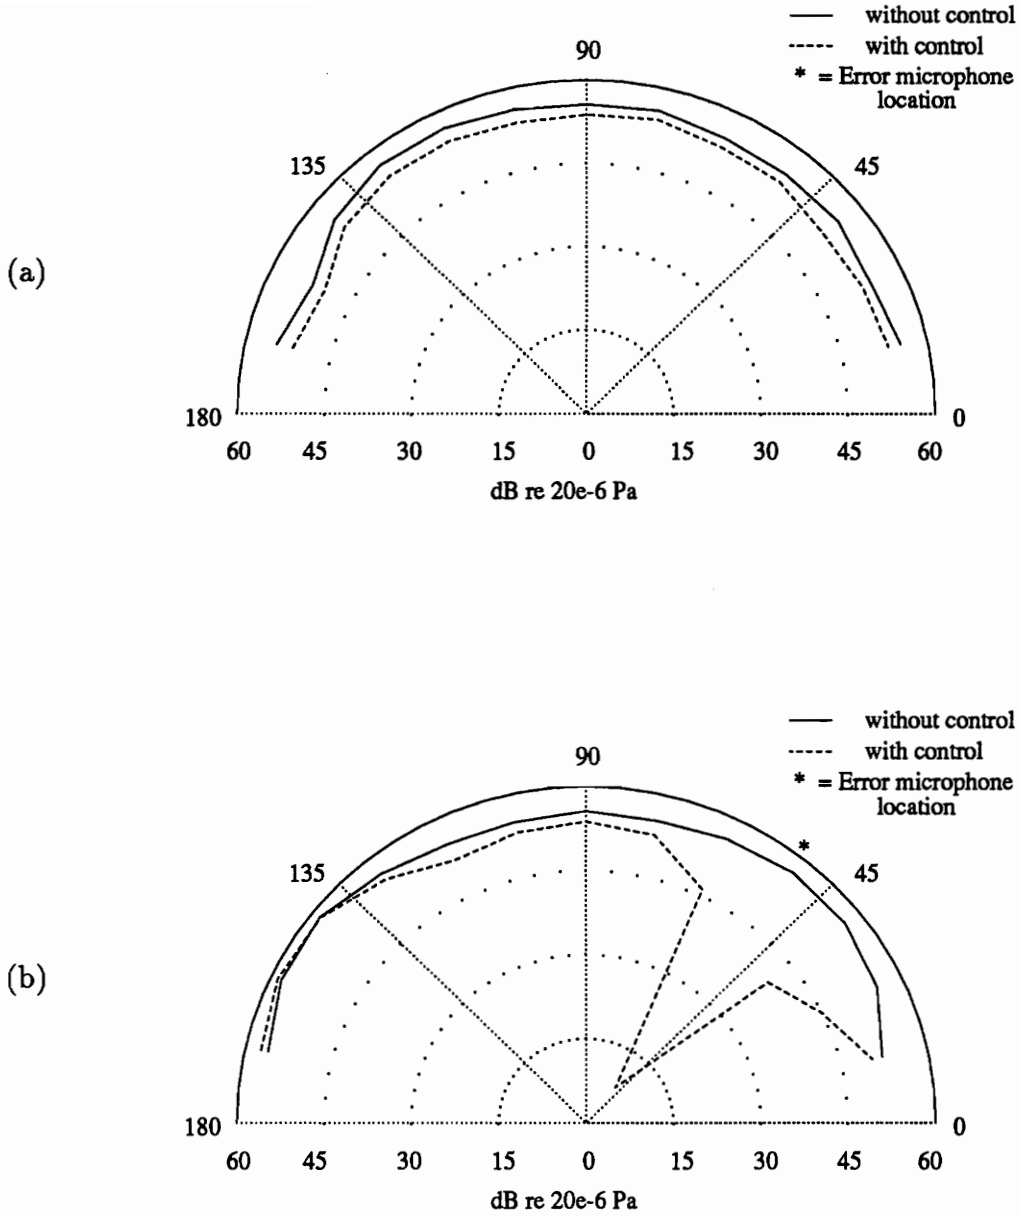 without control
with control
* = Error microphone
location
90
135
45
(a)
180
0
60 45 30 15 0 15 30 45 60
dB re 20e-6 Pa
without control
with control
* = Error microphone
location
90
*
135
45
(b)
180
0
60 45 30 15 0 15 30 45 60
dB re 20e-6 Pa